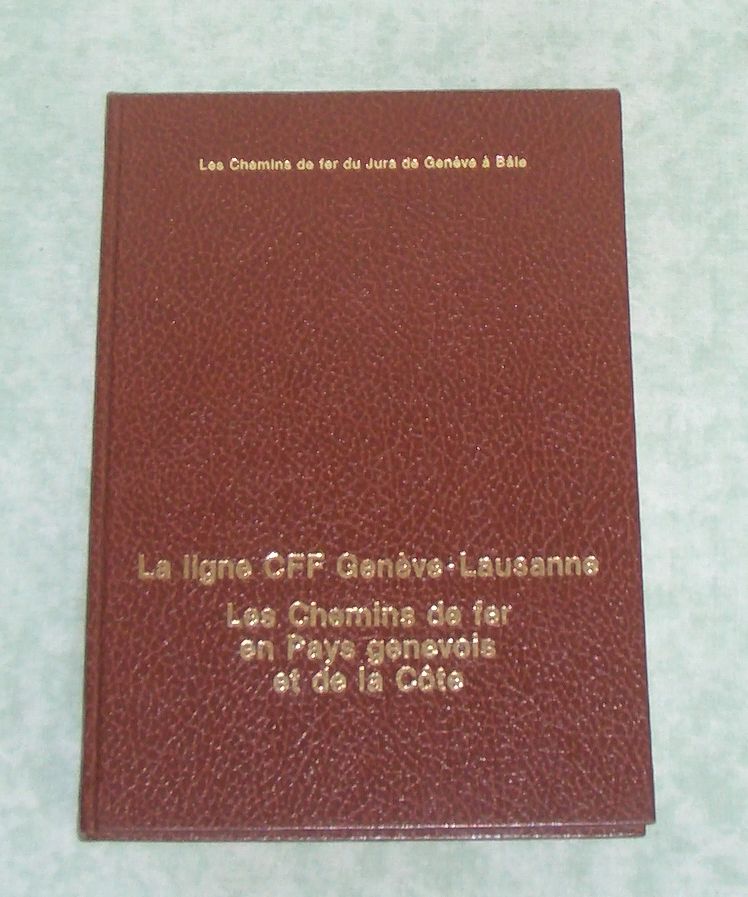 Les Chemins de fer du Jura de Genève à Bâle
La ligne CFF Genève-Lausanne
Les Chemins de fer
en Pays genevois
et de la Côte